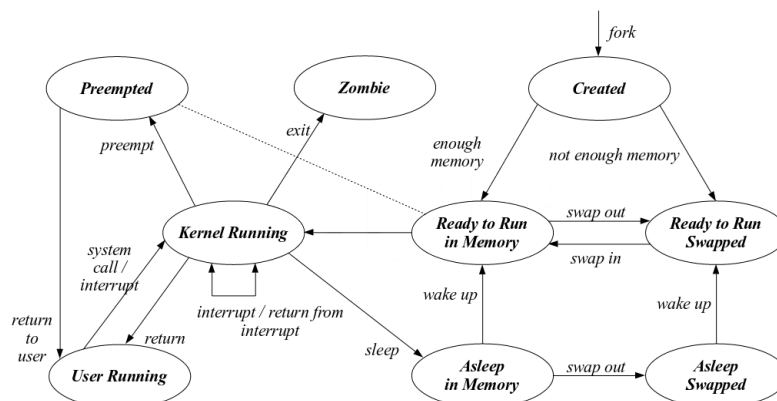 fork
Preempted
Zombie
Created
preempt
exit
enough
memory
not enough memory
Kernel Running
Ready to Run
in Memory
swap out
Ready to Run
Swapped
swap in
system
call /
interrupt
interrupt / return from
interrupt
wake up
wake up
return
to
user
return
sleep
User Running
Asleep
in Memory
swap out
Asleep
Swapped